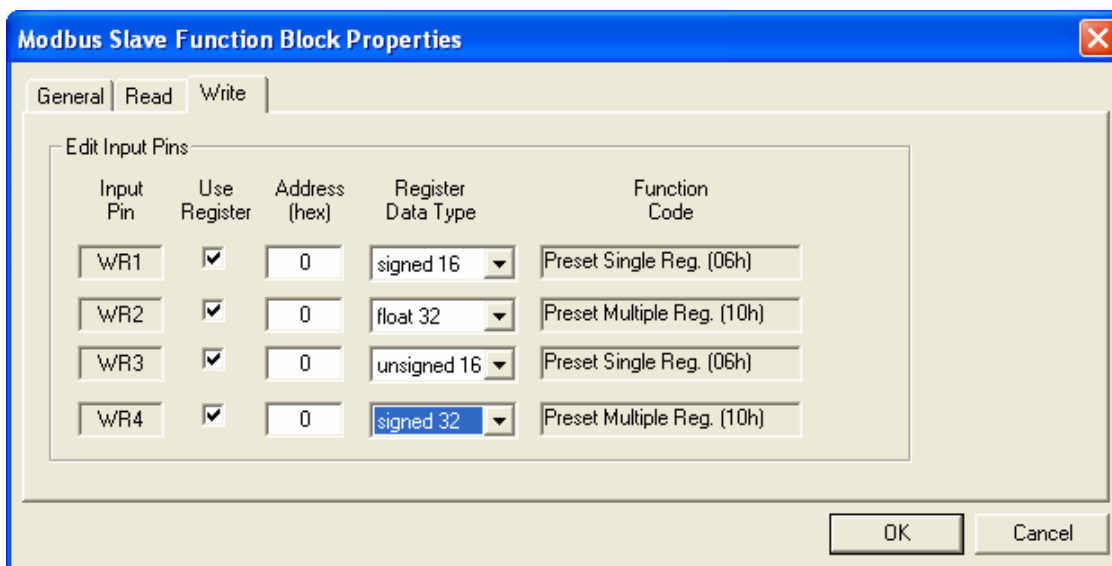 Modbus Slave Function Block Properties
General Read Write
Edit Input Pins
Input Pin Use Register Address (hex) Register Data Type Function Code
WR1 0 signed 16 Preset Single Reg. (06h)
WR2 0 float 32 Preset Multiple Reg. (10h)
WR3 0 unsigned 16 Preset Single Reg. (06h)
WR4 0 signed 32 Preset Multiple Reg. (10h)
OK Cancel